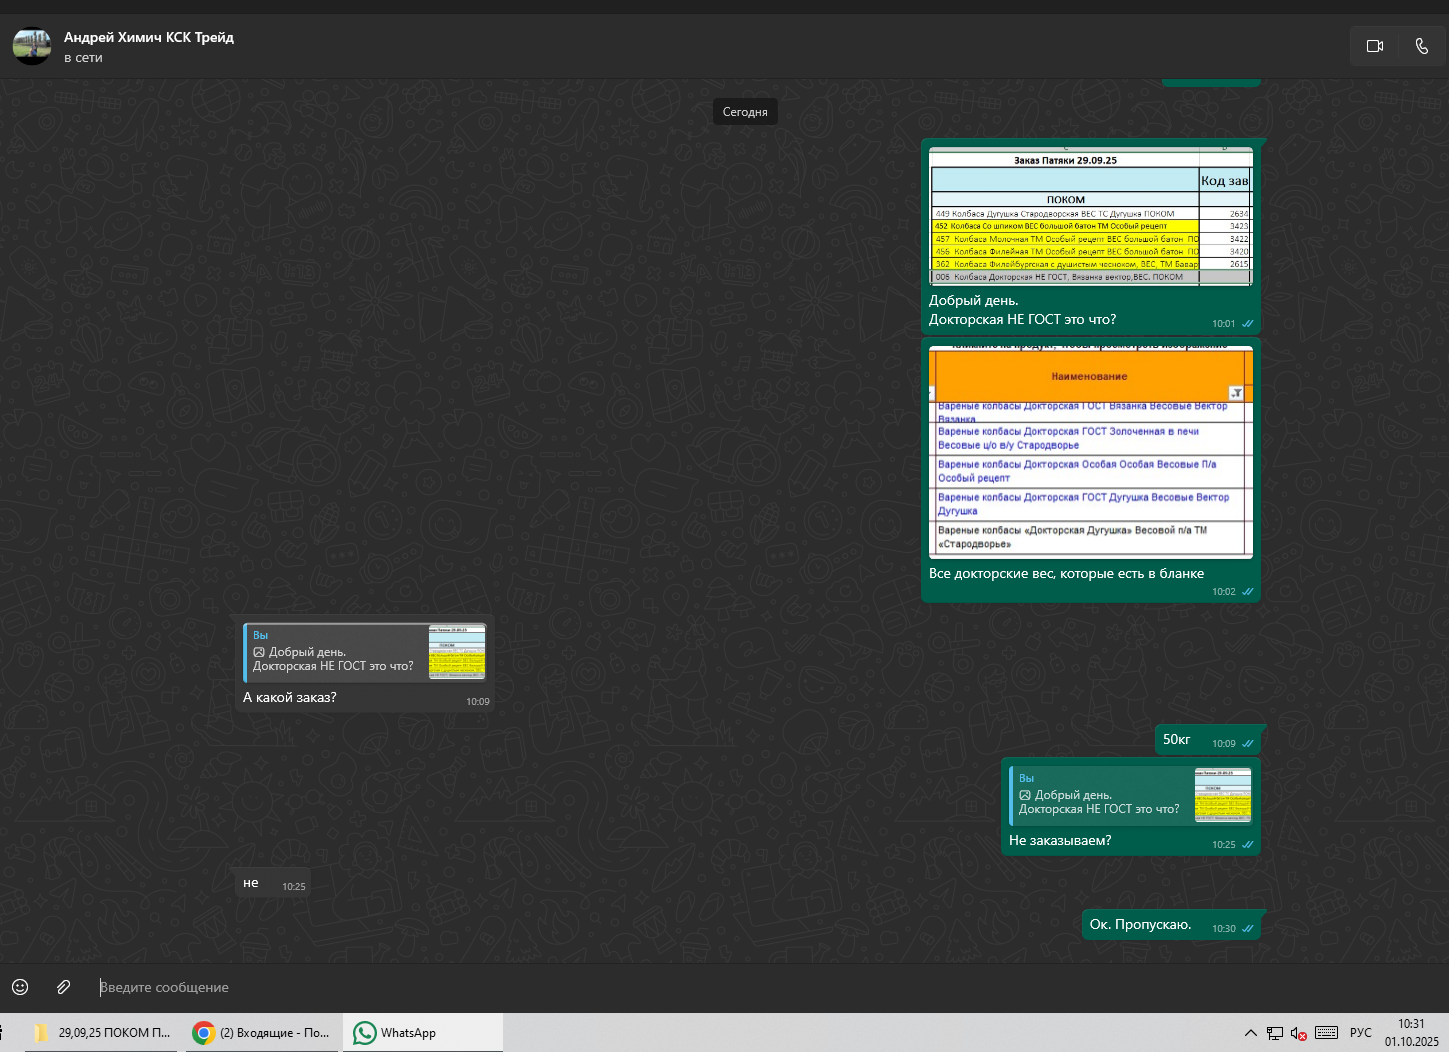 Андрей Химич КСК Трейд
в сети
Сегодня
C D
Заказ Патяки 29.09.25
Код зав
ПОКОМ
449 Колбаса Дугушка Стародворская ВЕС ТС Дугушка ПОКОМ 2634
452 Колбаса Со шпиком ВЕС большой батон ТМ Особый рецепт 3423
457 Колбаса Молочная ТМ Особый рецепт ВЕС большой батон ПО 3422
456 Колбаса Филейная ТМ Особый рецепт ВЕС большой батон ПО 3420
362 Колбаса Филейбургская с душистым чесноком, ВЕС, ТМ Бавар 2615
005 Колбаса Докторская НЕ ГОСТ, Вязанка вектор,ВЕС. ПОКОМ
Добрый день.
Докторская НЕ ГОСТ это что?
10:01
Кликните на продукт, чтобы просмотреть изображение
Наименование
Вареные колбасы Докторская ГОСТ Вязанка Весовые Вектор
Вязанка
Вареные колбасы Докторская ГОСТ Золоченная в печи
Весовые ц/о в/у Стародворье
Вареные колбасы Докторская Особая Особая Весовые П/а
Особый рецепт
Вареные колбасы Докторская ГОСТ Дугушка Весовые Вектор
Дугушка
Вареные колбасы «Докторская Дугушка» Весовой п/а ТМ
«Стародворье»
Все докторские вес, которые есть в бланке
10:02
Вы
Добрый день.
Докторская НЕ ГОСТ это что?
А какой заказ?
10:09
50кг 10:09
Вы
Добрый день.
Докторская НЕ ГОСТ это что?
Не заказываем?
10:25
не 10:25
Ок. Пропускаю. 10:30
Введите сообщение
29,09,25 ПОКОМ П...
(2) Входящие - По...
WhatsApp
РУС
10:31
01.10.2025